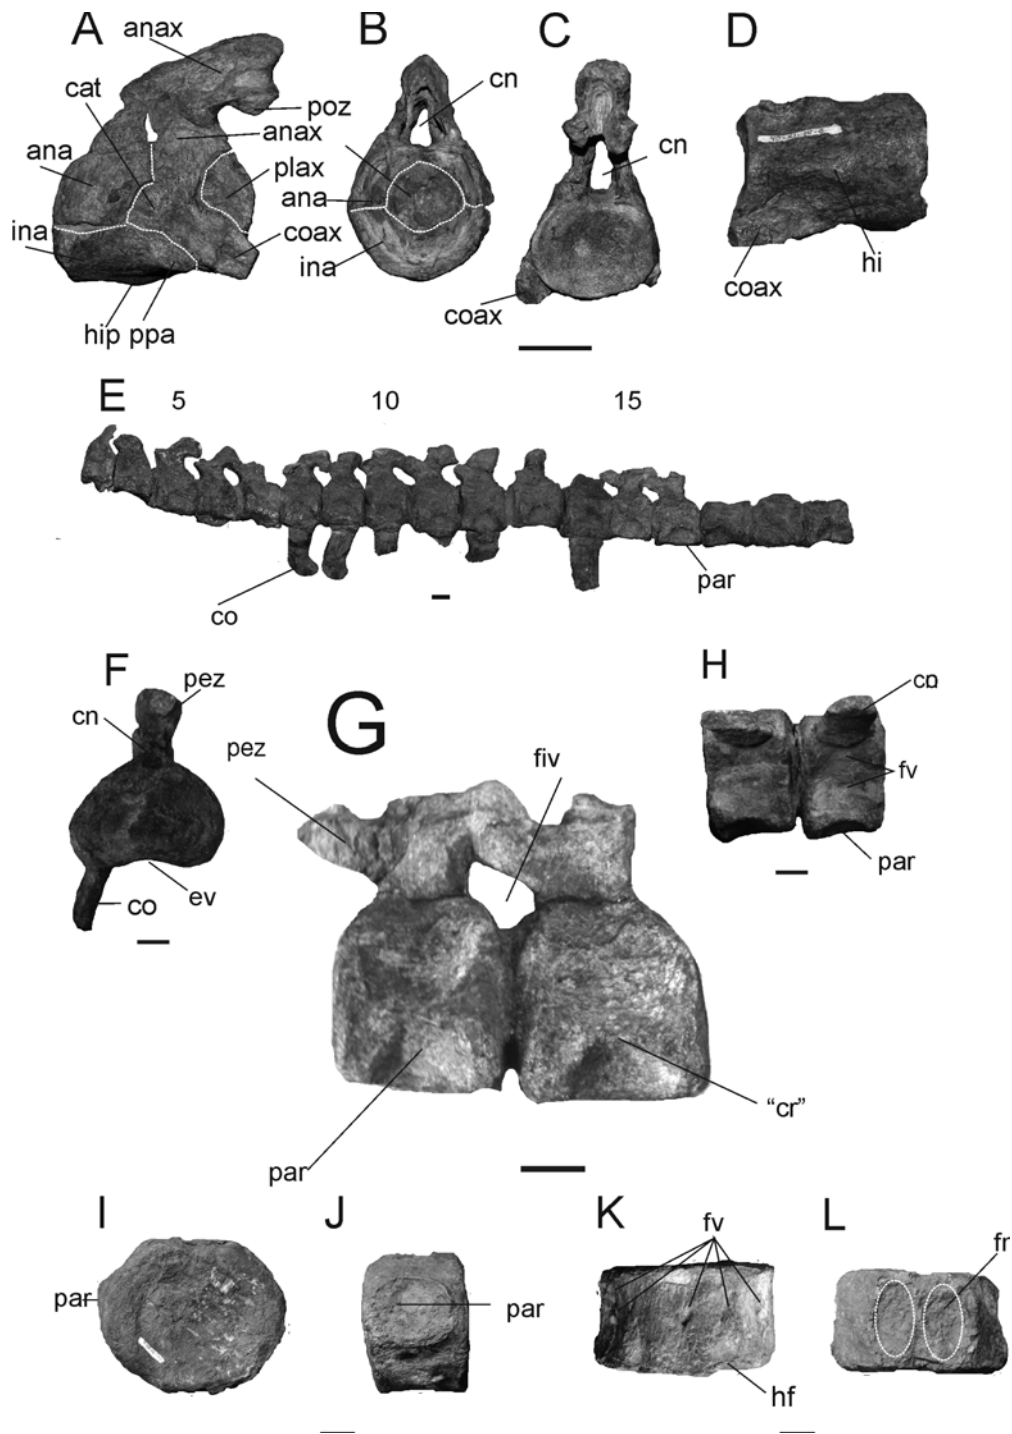 A
anax
cat
ana
ina
hip
ppa
anax
poz
plax
coax
B
cn
ana
ina
C
cn
coax
D
coax
hi
E
5
10
15
co
par
F
pez
cn
ev
co
G
pez
fiv
par
"cr"
H
cn
fv
par
I
par
J
par
K
fv
hf
L
fn